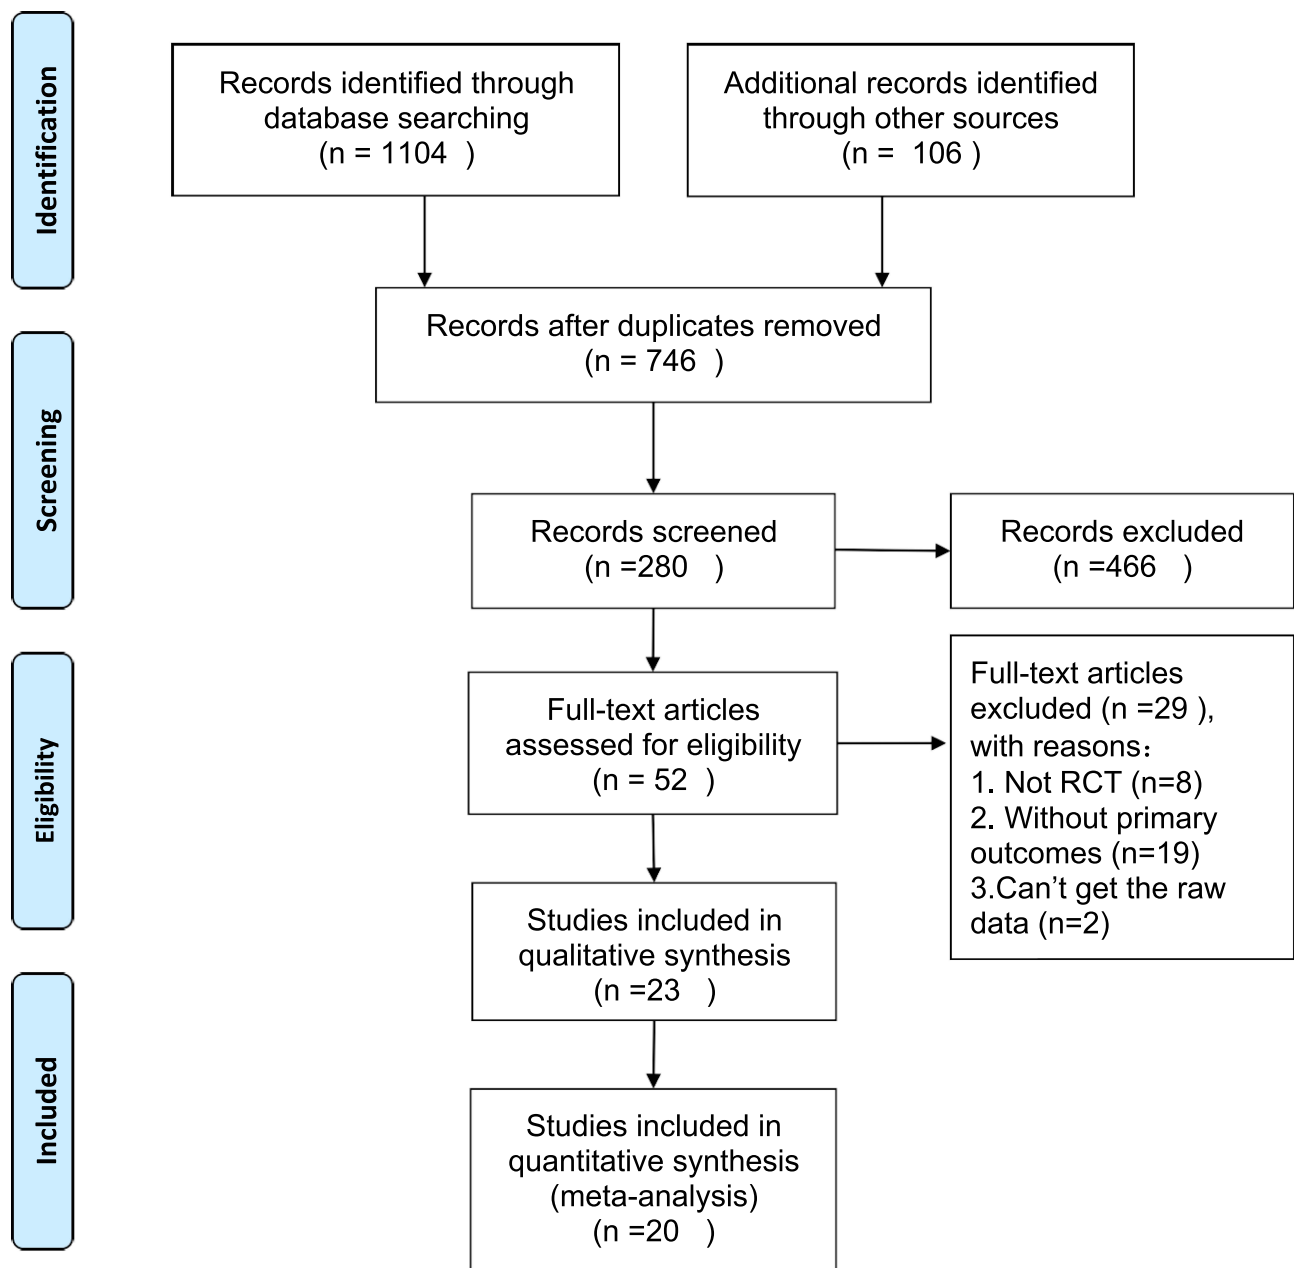 Identification
Records identified through
database searching
(n = 1104 )
Additional records identified
through other sources
(n = 106 )
Records after duplicates removed
(n = 746 )
Screening
Records screened
(n =280 )
Records excluded
(n =466 )
Eligibility
Full-text articles
assessed for eligibility
(n = 52 )
Full-text articles
excluded (n =29 ),
with reasons：
1. Not RCT (n=8)
2. Without primary
outcomes (n=19)
3.Can’t get the raw
data (n=2)
Studies included in
qualitative synthesis
(n =23 )
Included
Studies included in
quantitative synthesis
(meta-analysis)
(n =20 )